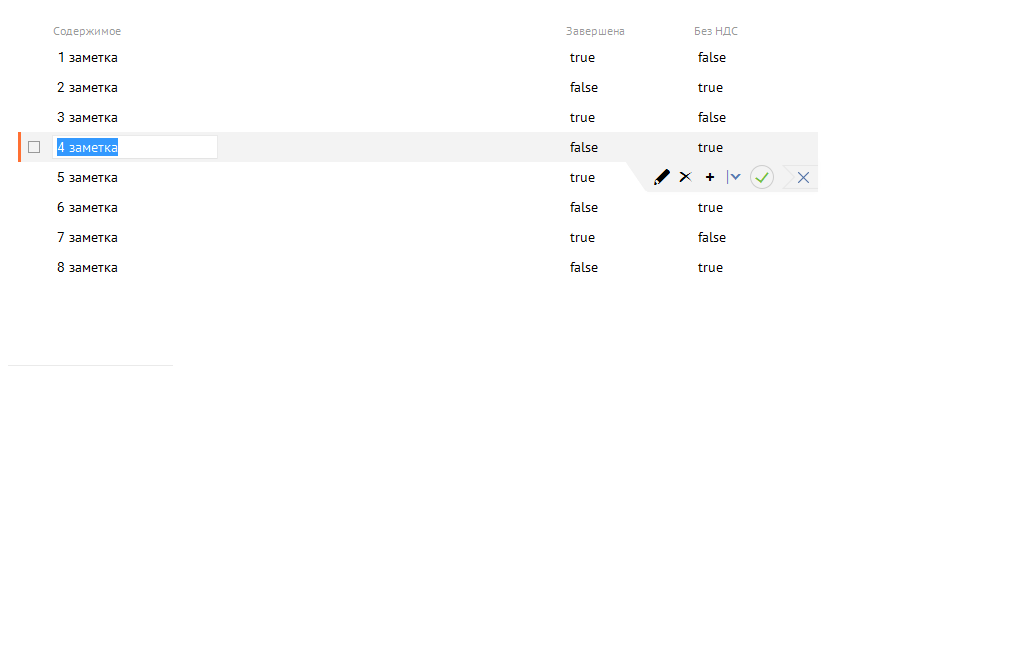 Содержимое Завершена Без НДС
1 заметка true false
2 заметка false true
3 заметка true false
4 заметка false true
5 заметка true
6 заметка false true
7 заметка true false
8 заметка false true